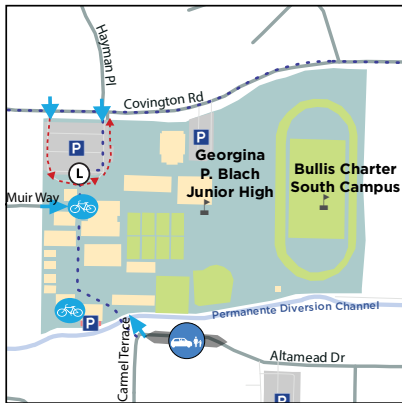 Hayman Pl
Covington Rd
P
P
Georgina
P. Blach
Junior High
Bullis Charter
South Campus
L
Muir Way
Permanente Diversion Channel
P
Carmel Terrace
Altamead Dr
P